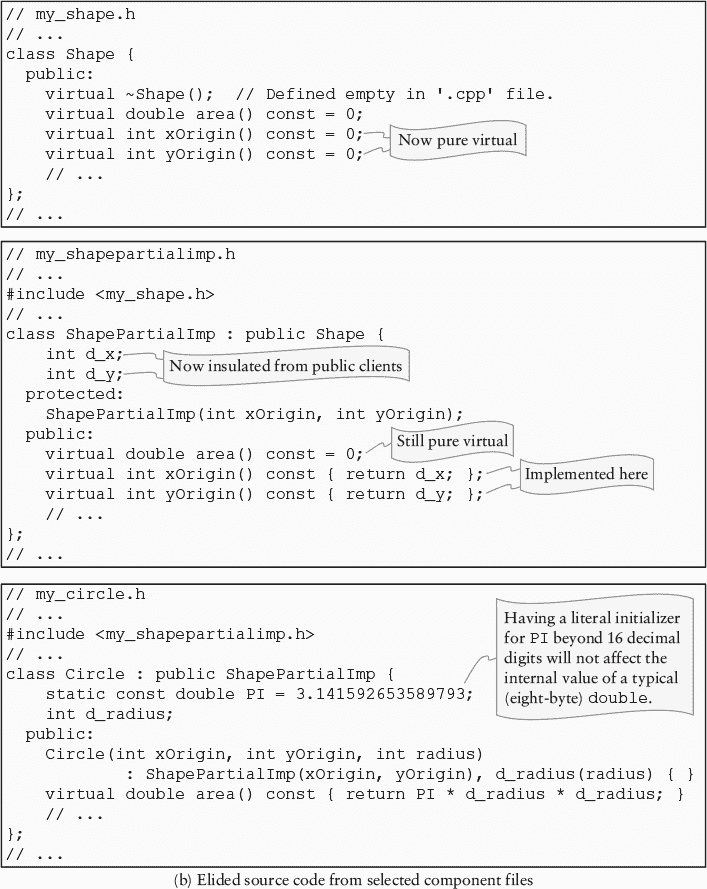 // my_shape.h
// ...
class Shape {
public:
virtual ~Shape();  // Defined empty in '.cpp' file.
virtual double area() const = 0;
virtual int xOrigin() const = 0;
virtual int yOrigin() const = 0;
Now pure virtual
// ...
};
// ...
// my_shapepartialimp.h
// ...
#include <my_shape.h>
// ...
class ShapePartialImp : public Shape {
int d_x;
int d_y;
Now insulated from public clients
protected:
ShapePartialImp(int xOrigin, int yOrigin);
public:
virtual double area() const = 0;
Still pure virtual
virtual int xOrigin() const { return d_x; };
virtual int yOrigin() const { return d_y; };
Implemented here
// ...
};
// ...
// my_circle.h
// ...
#include <my_shapepartialimp.h>
// ...
class Circle : public ShapePartialImp {
static const double PI = 3.141592653589793;
Having a literal initializer
for PI beyond 16 decimal
digits will not affect the
internal value of a typical
(eight-byte) double.
int d_radius;
public:
Circle(int xOrigin, int yOrigin, int radius)
: ShapePartialImp(xOrigin, yOrigin), d_radius(radius) { }
virtual double area() const { return PI * d_radius * d_radius; }
// ...
};
// ...
(b) Elided source code from selected component files